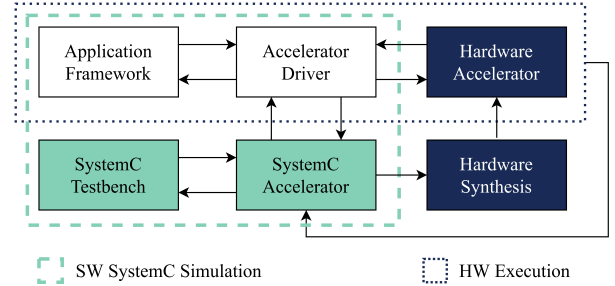 Application
Framework
Accelerator
Driver
Hardware
Accelerator
SystemC
Testbench
SystemC
Accelerator
Hardware
Synthesis
SW SystemC Simulation
HW Execution